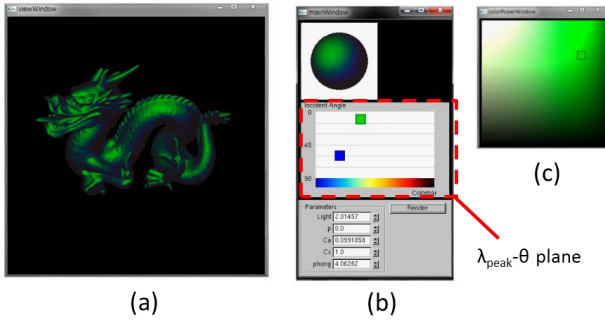 viewWindow
mainWindow
colorPickerWindow
Incident Angle
0
45
90
Colorbar
Parameters
Light 2.01457
p 0.0
Ca 0.0991858
Cs 1.0
phong 4.06282
Render
λpeak-θ plane
(a)
(b)
(c)